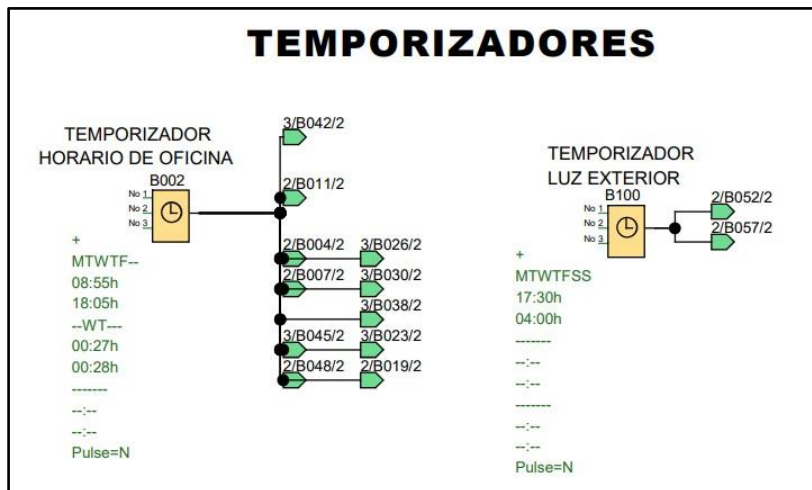 TEMPORIZADORES
TEMPORIZADOR
HORARIO DE OFICINA
B002
No 1
No 2
No 3
+
MTWTF--
08:55h
18:05h
--WT---
00:27h
00:28h
-------
--:--
--:--
Pulse=N
3/B042/2
2/B011/2
2/B004/2 3/B026/2
2/B007/2 3/B030/2
3/B038/2
3/B045/2 3/B023/2
2/B048/2 2/B019/2
TEMPORIZADOR
LUZ EXTERIOR
B100
No 1
No 2
No 3
2/B052/2
2/B057/2
+
MTWTFSS
17:30h
04:00h
-------
--:--
--:--
-------
--:--
--:--
Pulse=N